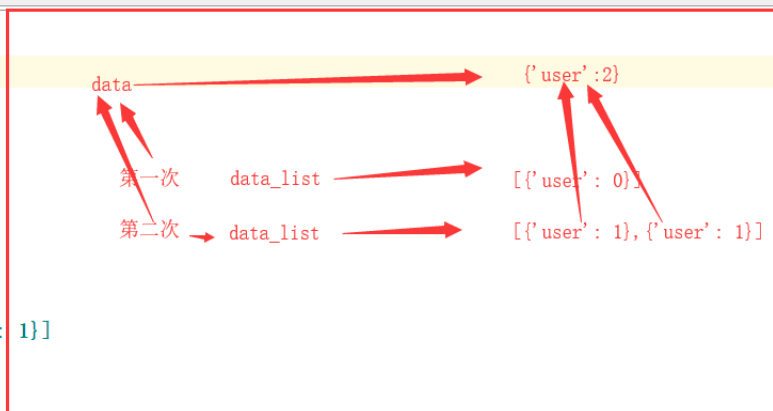 data {'user':2}
第一次 data_list [{'user': 0}]
第二次 data_list [{'user': 1},{'user': 1}]
: 1}]